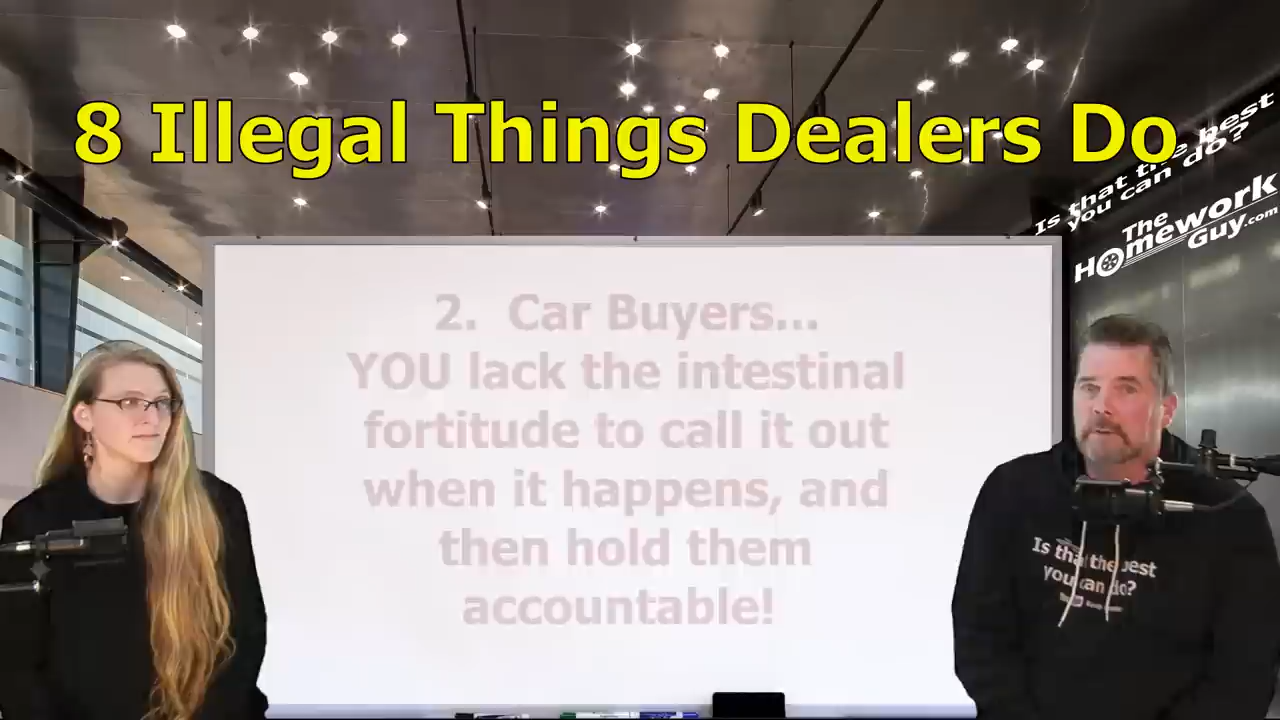 8 Illegal Things Dealers Do
Is that the best
you can do?
The
Homework
Guy.com
2. Car Buyers...
YOU lack the intestinal
fortitude to call it out
when it happens, and
then hold them
accountable!
Is that the best
you can do?